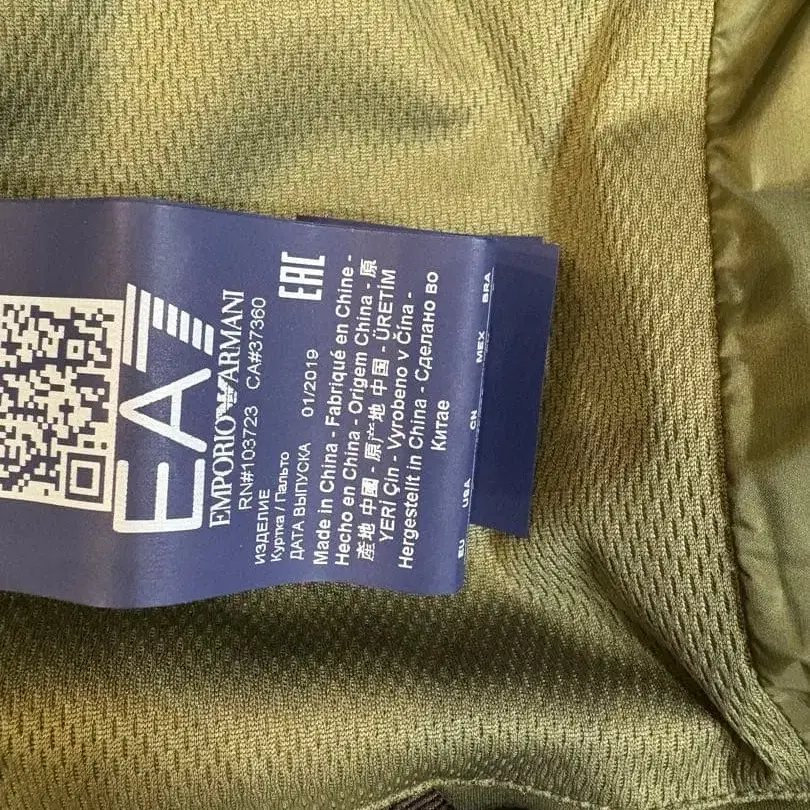 EA7
EMPORIO ARMANI
RN#103723 CA#37360
ИЗДЕЛИЕ
Куртка / Пальто
ДАТА ВЫПУСКА 01/2019
EAC
Made in China - Fabriqué en Chine -
Hecho en China - Origem China - 原
産地 中國 - 原产地 中国 - ÜRETİM
YERİ Çin - Vyrobeno v Čína -
Hergestellt in China - Сделано во
Китае
EU USA CN MEX BRA